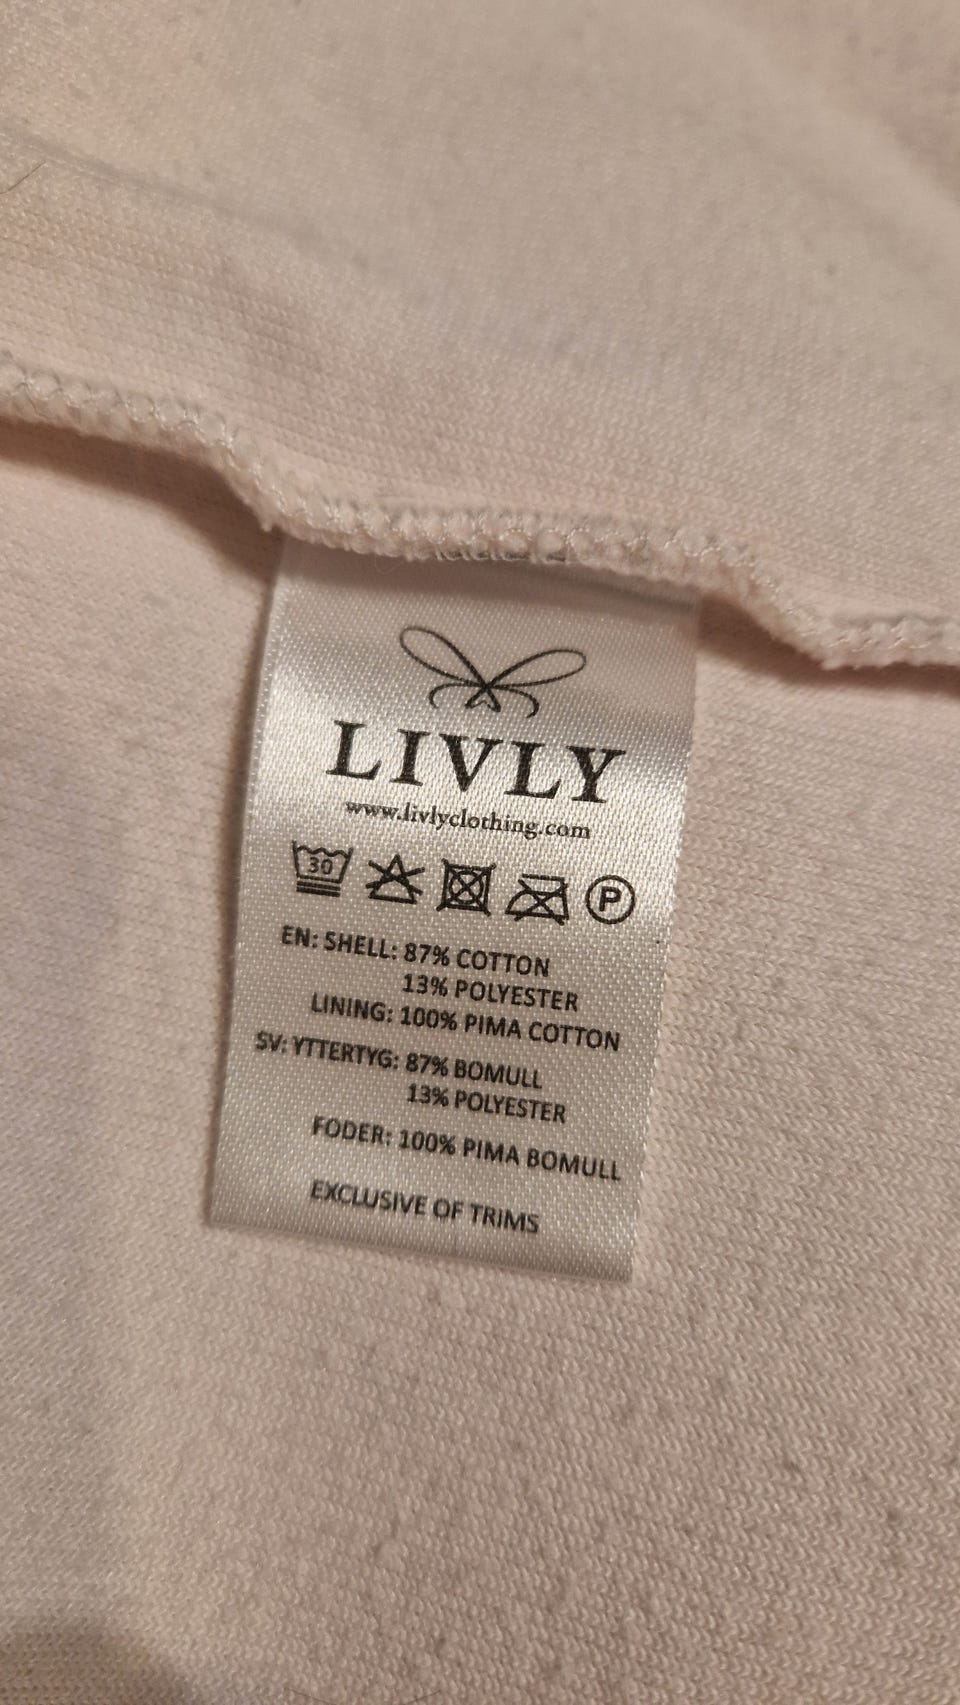 LIVLY
www.livlyclothing.com
30 P
EN: SHELL: 87% COTTON
13% POLYESTER
LINING: 100% PIMA COTTON
SV: YTTERTYG: 87% BOMULL
13% POLYESTER
FODER: 100% PIMA BOMULL
EXCLUSIVE OF TRIMS